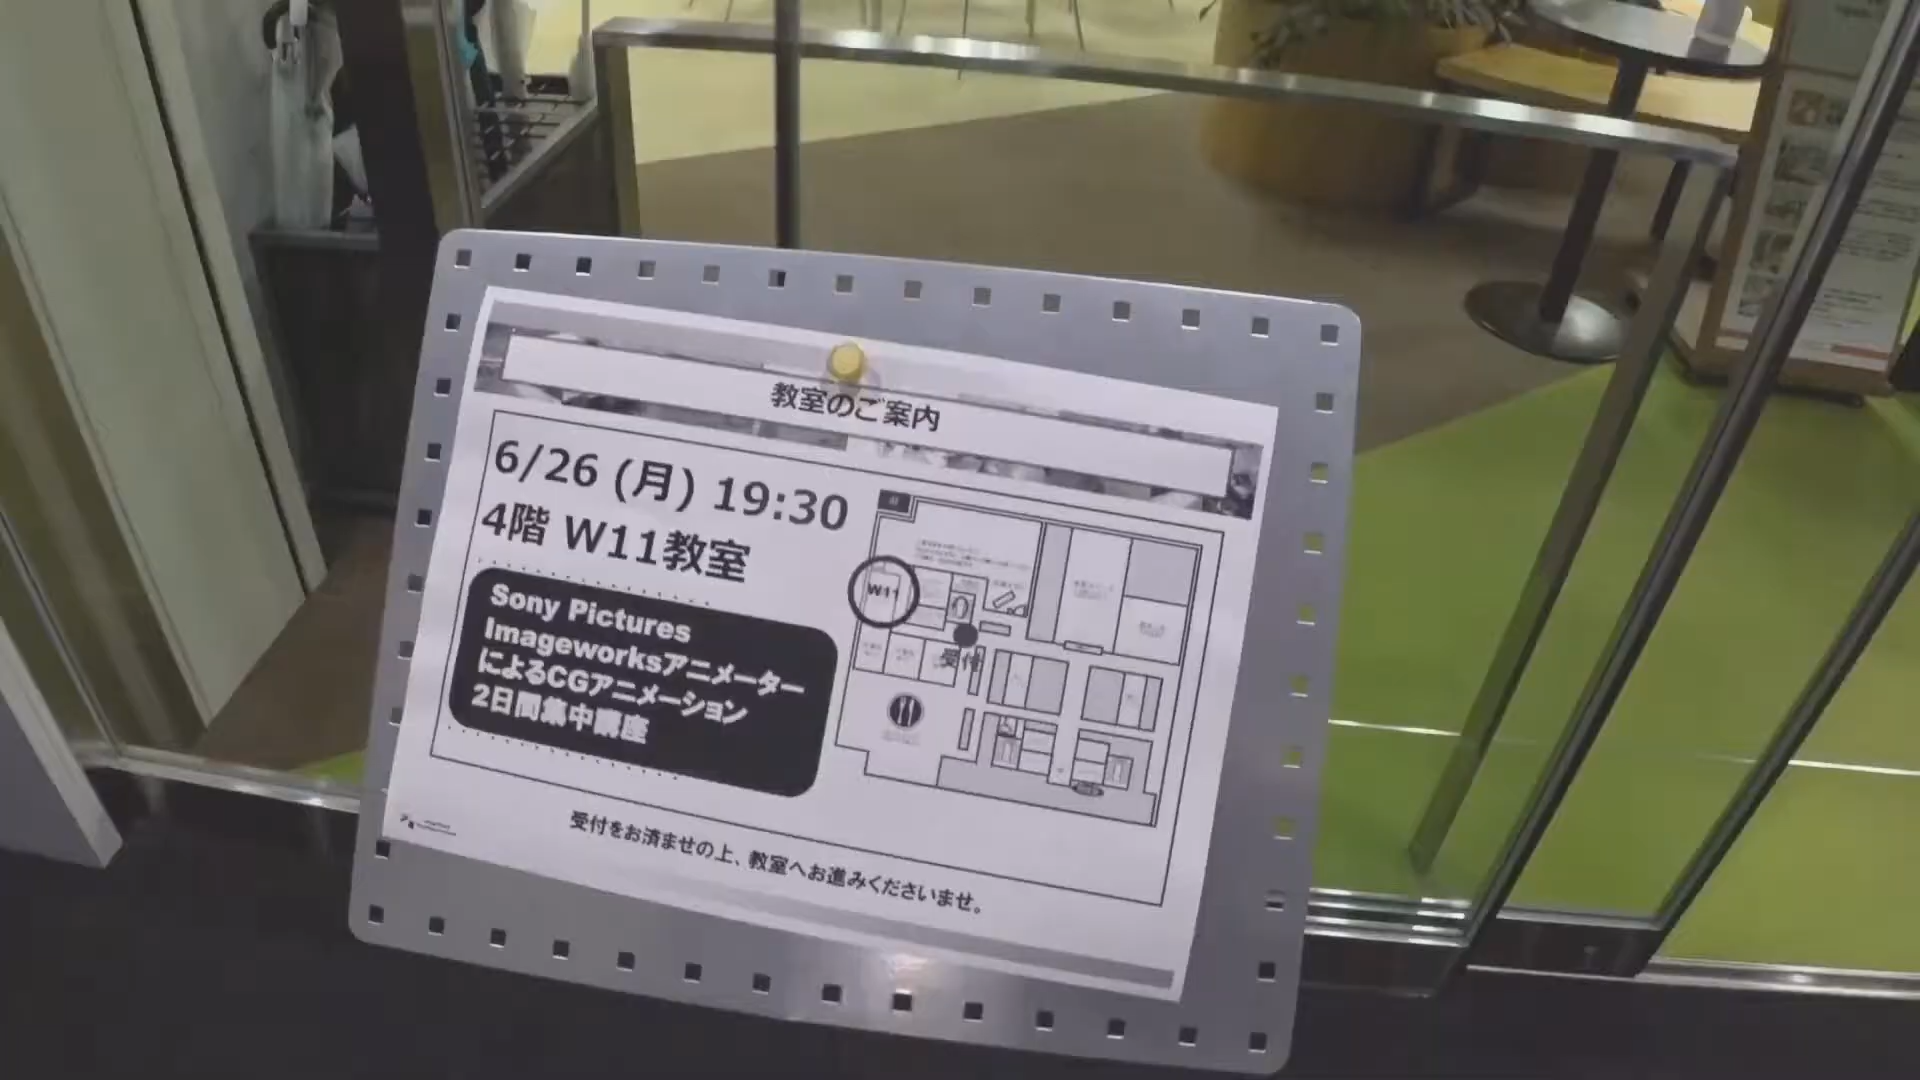 教室のご案内
6/26 (月) 19:30
4階 W11教室
Sony Pictures
Imageworksアニメーター
によるCGアニメーション
2日間集中講座
W11
受付
受付をお済ませの上、教室へお進みくださいませ。